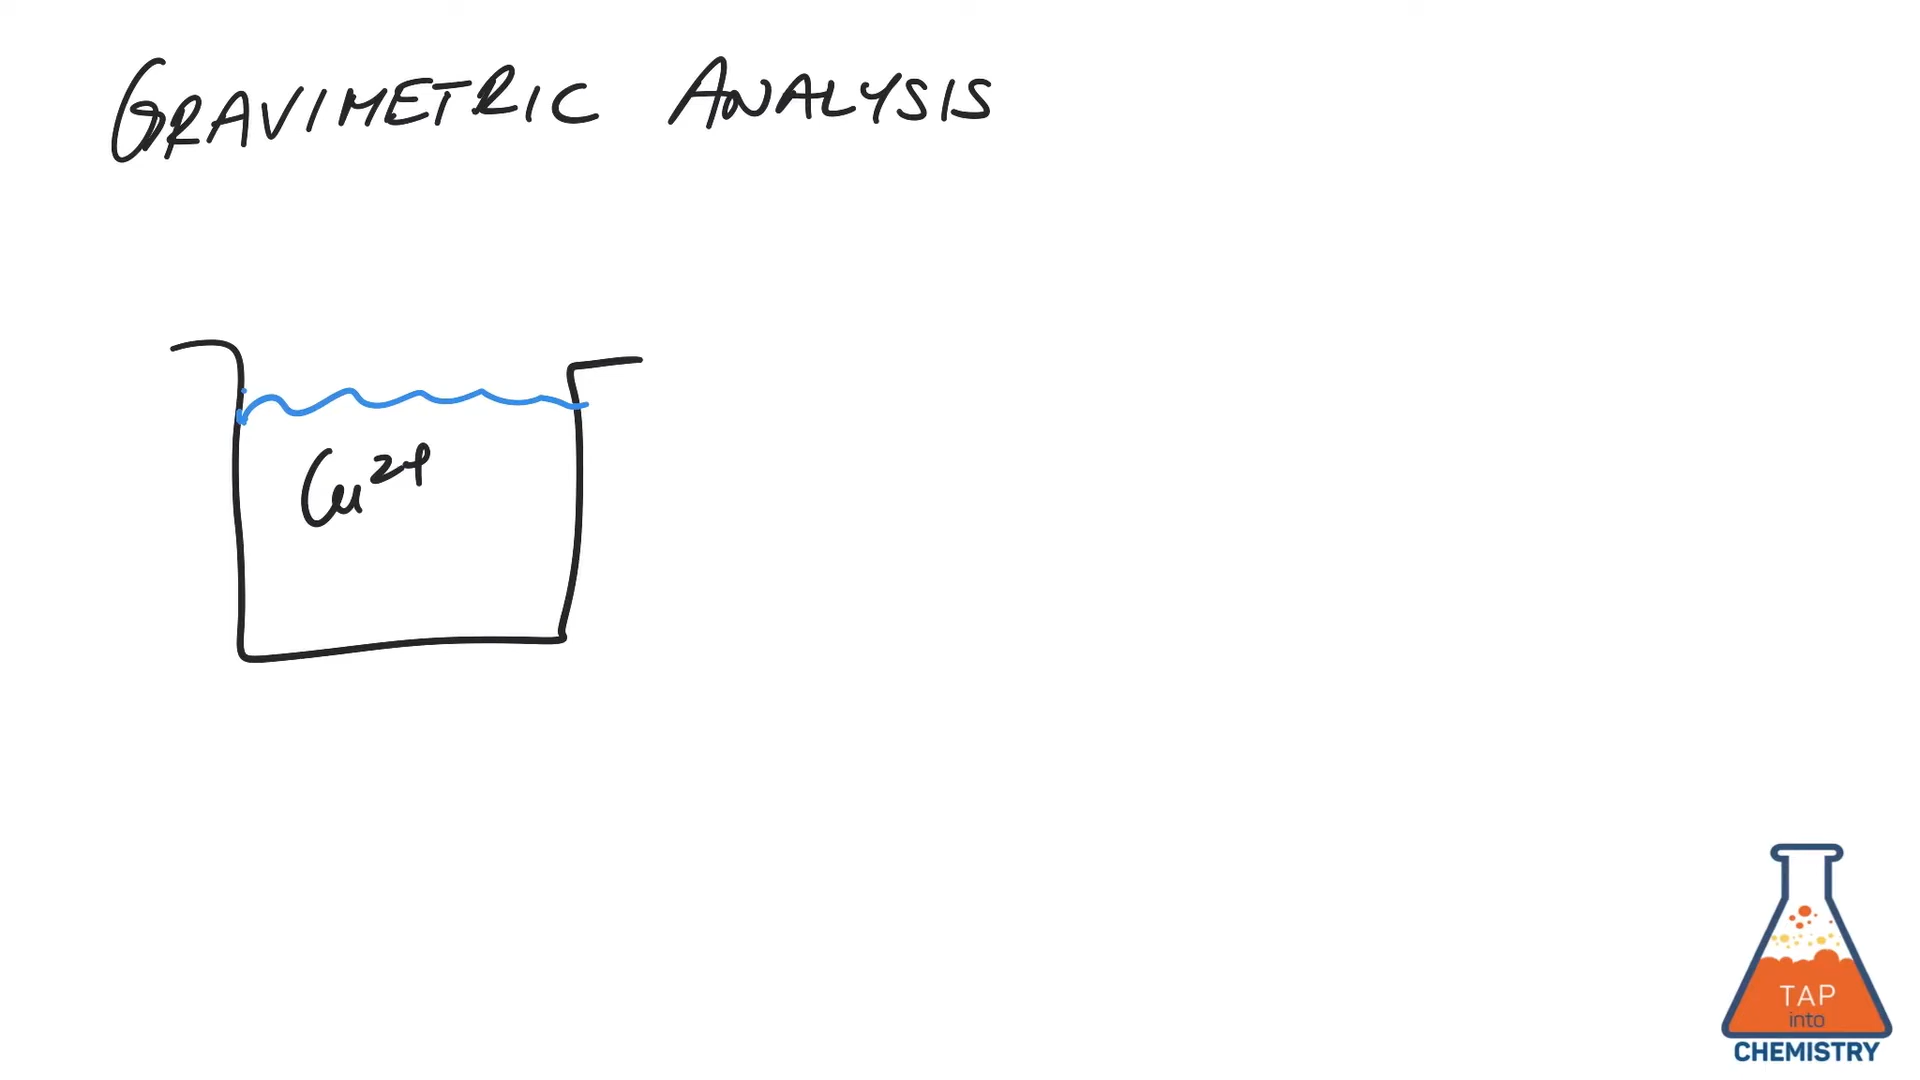 GRAVIMETRIC ANALYSIS
Cu²⁺
TAP
into
CHEMISTRY